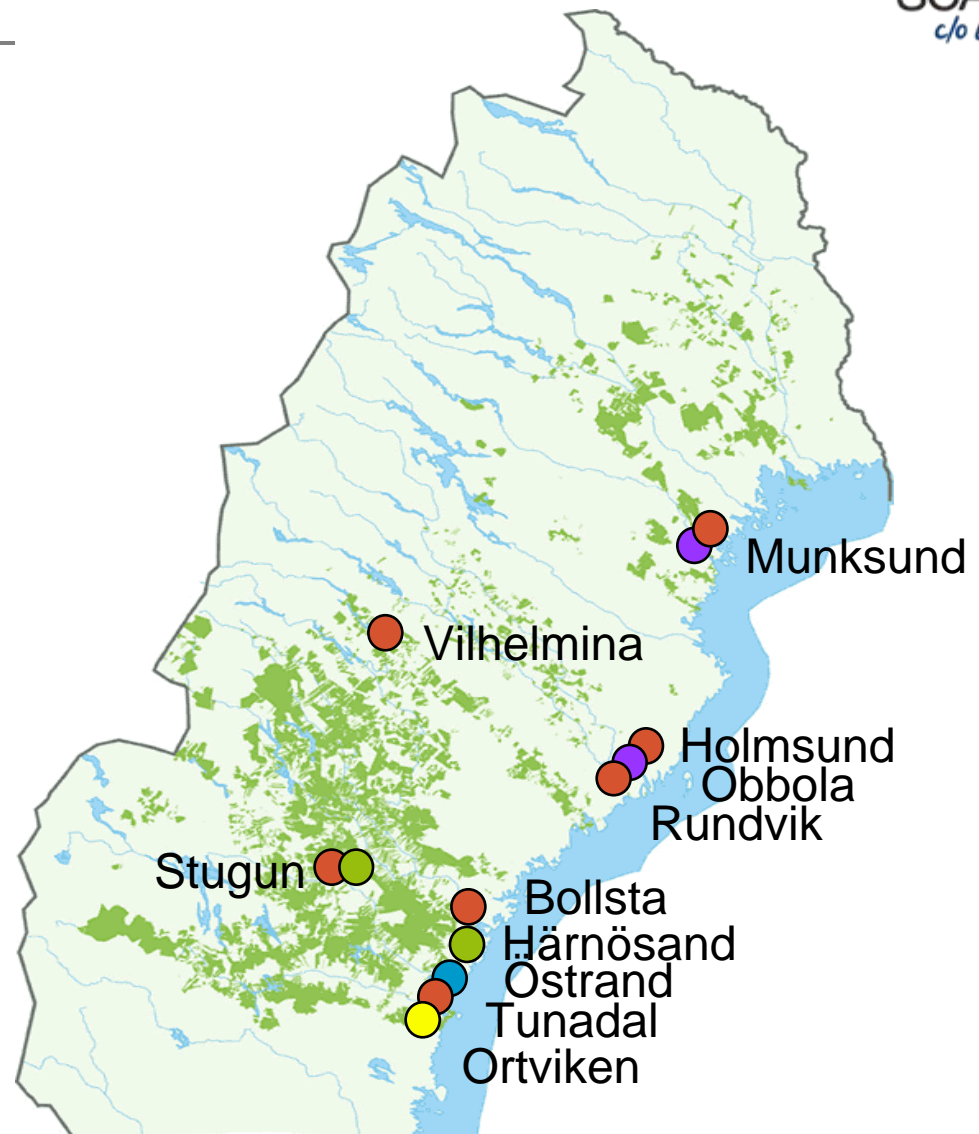 c/o
Munksund
Vilhelmina
Holmsund
Obbola
Rundvik
Stugun
Bollsta
Härnösand
Östrand
Tunadal
Ortviken